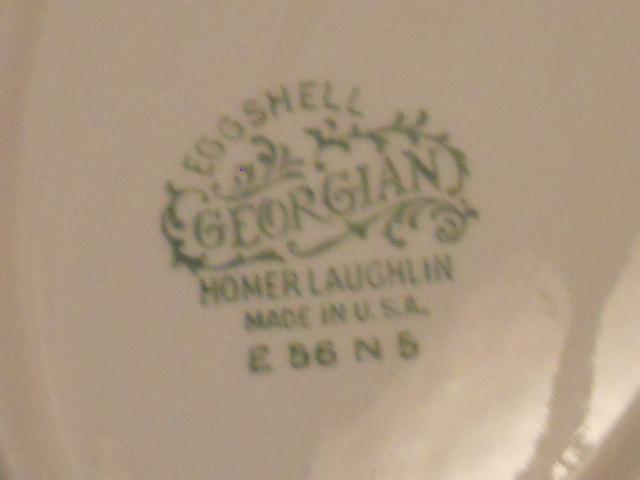 EGGSHELL
GEORGIAN
HOMER LAUGHLIN
MADE IN U.S.A.
E 56 N 5